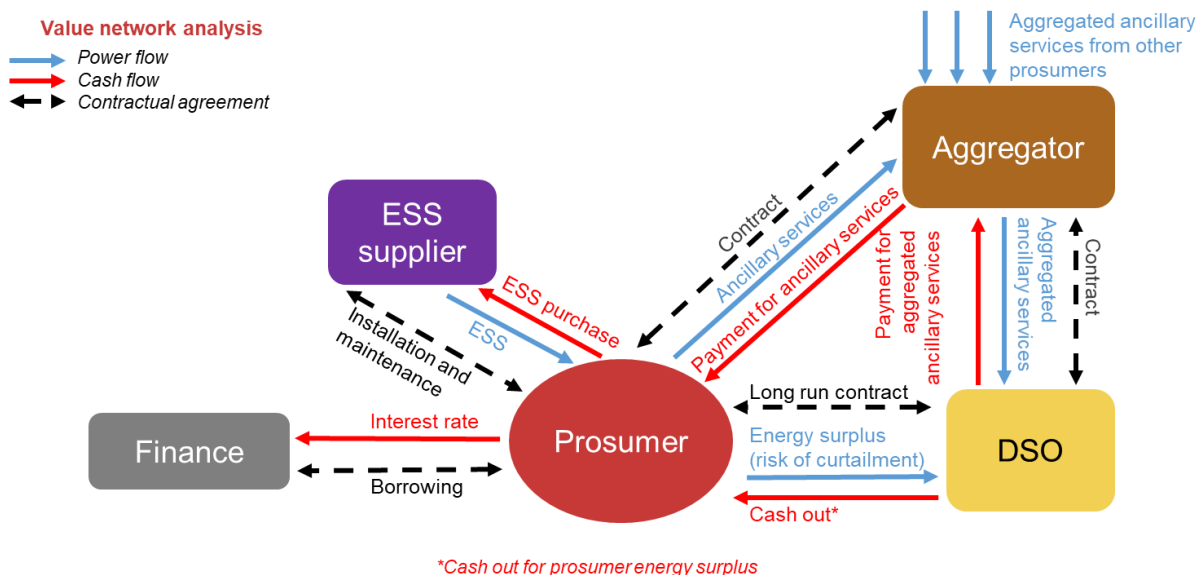 Value network analysis
Power flow
Cash flow
Contractual agreement
Aggregated ancillary
services from other
prosumers
Aggregator
ESS
supplier
Contract
Ancillary services
Payment for ancillary services
Payment for
aggregated
ancillary services
Aggregated
ancillary services
Contract
ESS purchase
ESS
Installation and
maintenance
Finance
Interest rate
Borrowing
Prosumer
Long run contract
Energy surplus
(risk of curtailment)
Cash out*
DSO
*Cash out for prosumer energy surplus